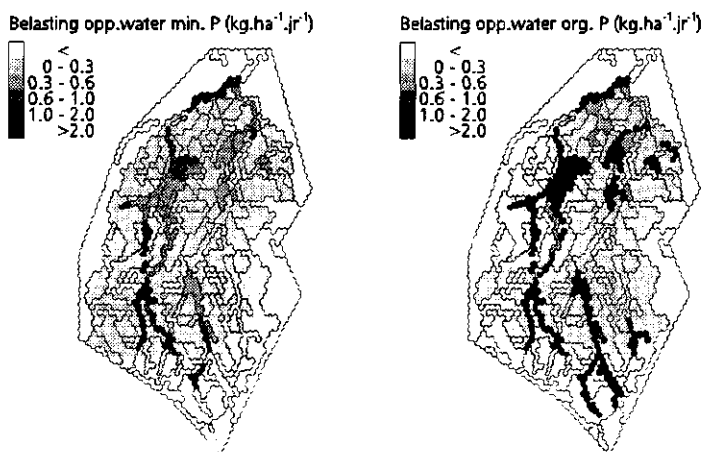 Belasting opp.water min. P (kg.ha⁻¹.jr⁻¹)
<
0 - 0.3
0.3 - 0.6
0.6 - 1.0
1.0 - 2.0
>2.0
Belasting opp.water org. P (kg.ha⁻¹.jr⁻¹)
<
0 - 0.3
0.3 - 0.6
0.6 - 1.0
1.0 - 2.0
>2.0